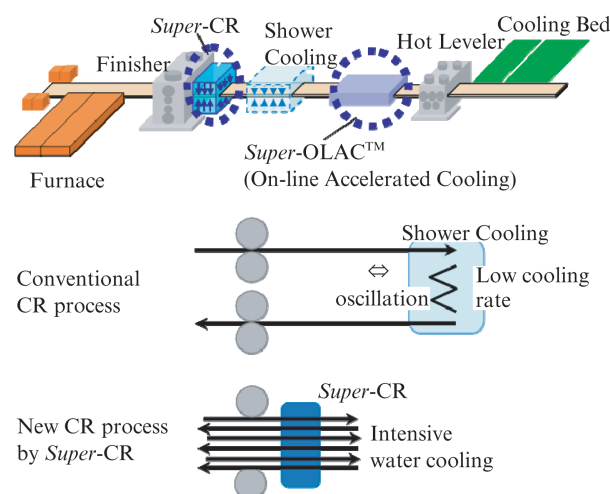 Super-CR
Shower
Cooling
Cooling Bed
Hot Leveler
Finisher
Super-OLAC™
(On-line Accelerated Cooling)
Furnace
Conventional
CR process
Shower Cooling
⇔
oscillation
Low cooling
rate
New CR process
by Super-CR
Super-CR
Intensive
water cooling